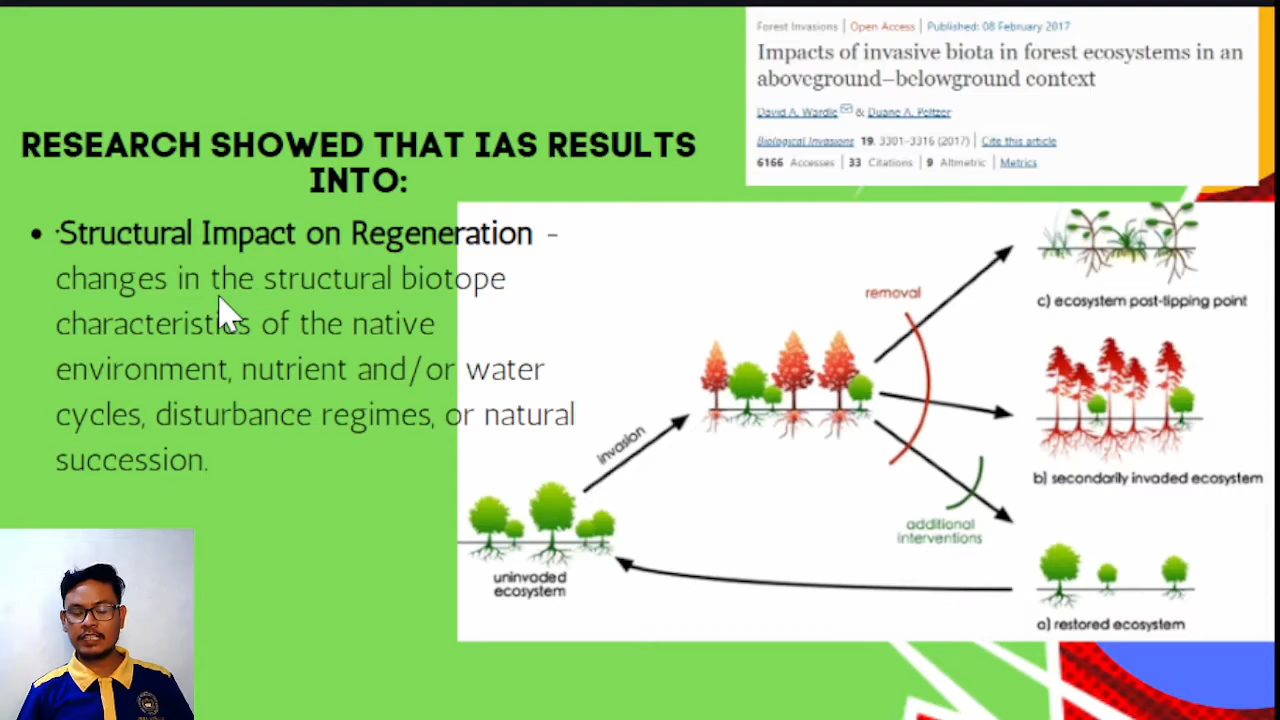 Forest Invasions | Open Access | Published: 08 February 2017
Impacts of invasive biota in forest ecosystems in an
aboveground–belowground context
David A. Wardle & Duane A. Peltzer
Biological Invasions 19, 3301–3316 (2017) | Cite this article
6166 Accesses | 33 Citations | 9 Altmetric | Metrics
RESEARCH SHOWED THAT IAS RESULTS
INTO:
• ·Structural Impact on Regeneration -
changes in the structural biotope
characteristics of the native
environment, nutrient and/or water
cycles, disturbance regimes, or natural
succession.
removal
c) ecosystem post-tipping point
invasion
b) secondarily invaded ecosystem
additional
interventions
uninvaded
ecosystem
a) restored ecosystem